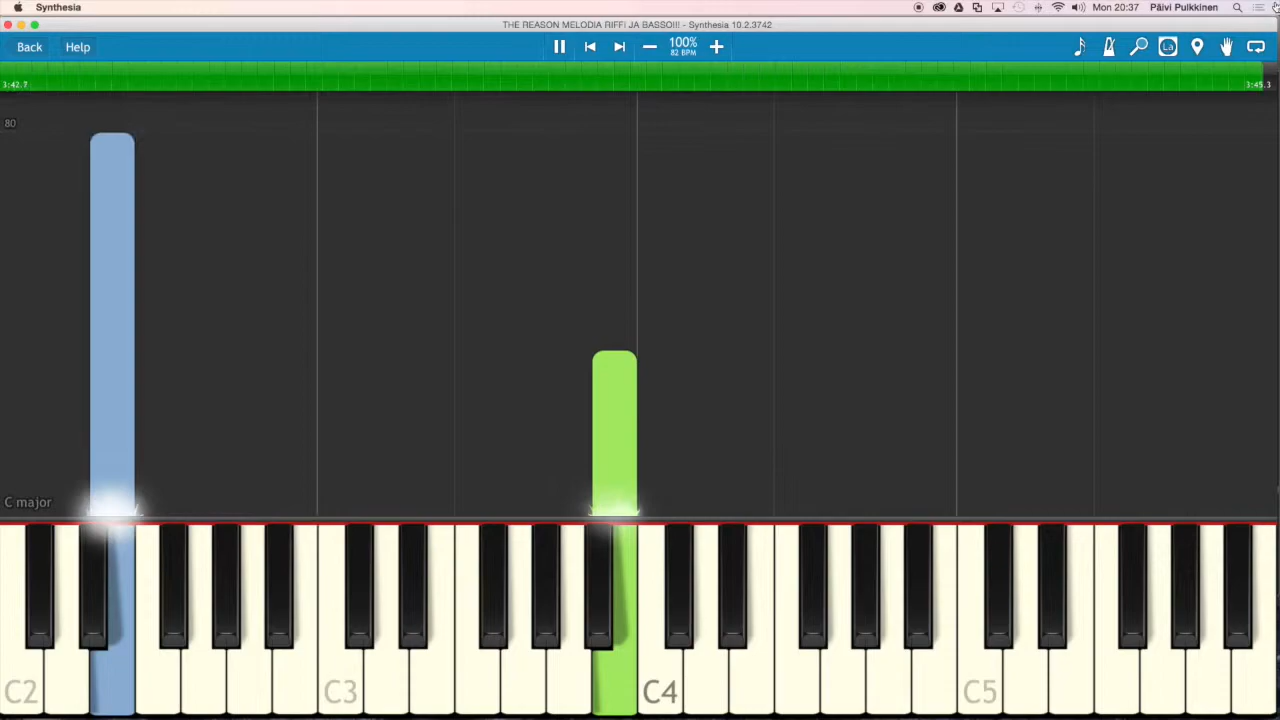 Synthesia
Mon 20:37
Päivi Pulkkinen
THE REASON MELODIA RIFFI JA BASSO!!! - Synthesia 10.2.3742
Back
Help
100%
82 BPM
La
3:42.7
3:45.3
80
C major
C2
C3
C4
C5